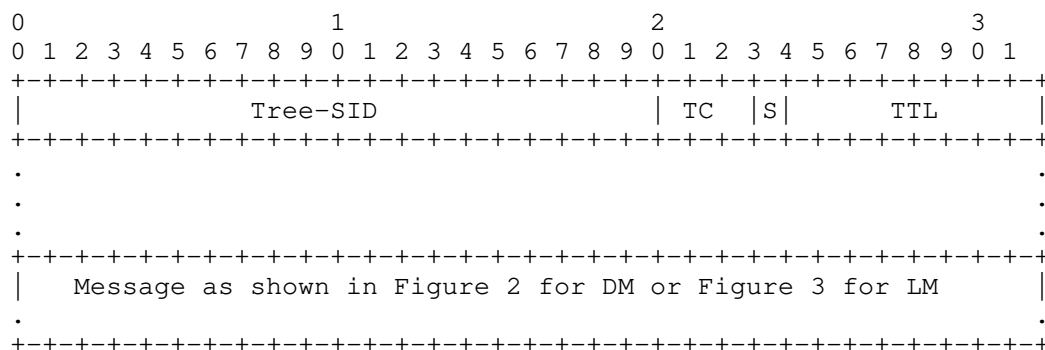 0                   1                   2                   3
0 1 2 3 4 5 6 7 8 9 0 1 2 3 4 5 6 7 8 9 0 1 2 3 4 5 6 7 8 9 0 1
+-+-+-+-+-+-+-+-+-+-+-+-+-+-+-+-+-+-+-+-+-+-+-+-+-+-+-+-+-+-+-+-+
|              Tree-SID                 | TC  |S|      TTL      |
+-+-+-+-+-+-+-+-+-+-+-+-+-+-+-+-+-+-+-+-+-+-+-+-+-+-+-+-+-+-+-+-+
.                                                               .
.                                                               .
.                                                               .
+-+-+-+-+-+-+-+-+-+-+-+-+-+-+-+-+-+-+-+-+-+-+-+-+-+-+-+-+-+-+-+-+
|   Message as shown in Figure 2 for DM or Figure 3 for LM      |
.                                                               .
+-+-+-+-+-+-+-+-+-+-+-+-+-+-+-+-+-+-+-+-+-+-+-+-+-+-+-+-+-+-+-+-+